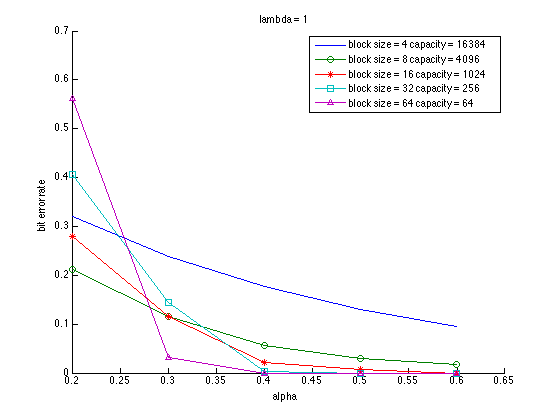 lambda = 1
block size = 4 capacity = 16384
block size = 8 capacity = 4096
block size = 16 capacity = 1024
block size = 32 capacity = 256
block size = 64 capacity = 64
0.7
0.6
0.5
0.4
0.3
0.2
0.1
0
bit error rate
0.2
0.25
0.3
0.35
0.4
0.45
0.5
0.55
0.6
0.65
alpha